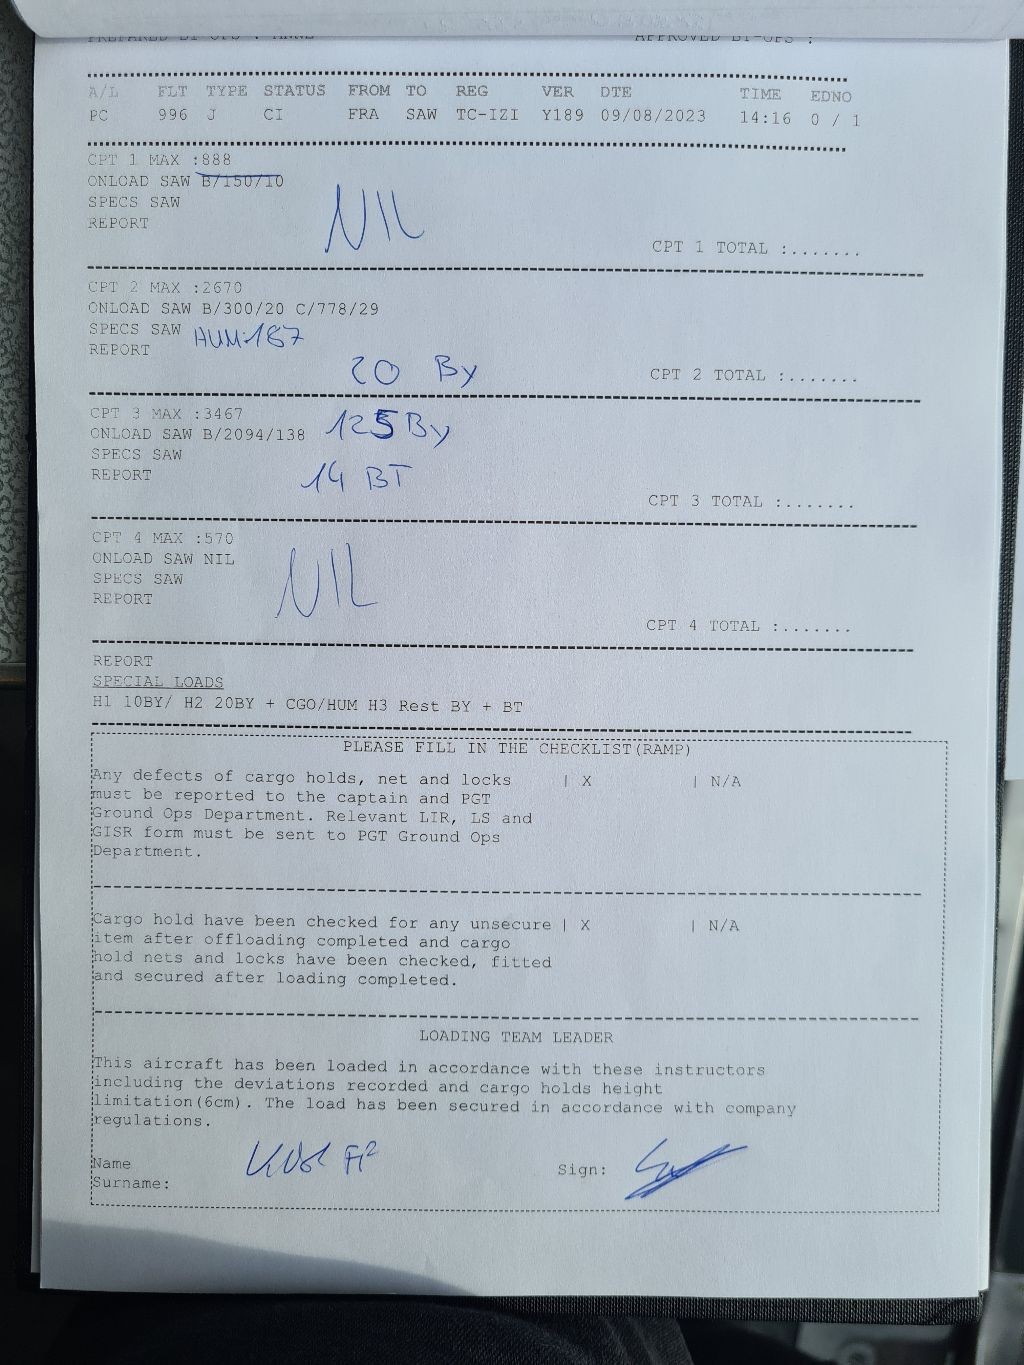 PREPARED BY-OPS : ANNE APPROVED BY-OPS :
A/L FLT TYPE STATUS FROM TO REG VER DTE TIME EDNO
PC 996 J CI FRA SAW TC-IZI Y189 09/08/2023 14:16 0 / 1
CPT 1 MAX :888
ONLOAD SAW B/150/10
SPECS SAW
REPORT
NIL
CPT 1 TOTAL :.......
CPT 2 MAX :2670
ONLOAD SAW B/300/20 C/778/29
SPECS SAW HUM:187
REPORT
20 By
CPT 2 TOTAL :.......
CPT 3 MAX :3467
ONLOAD SAW B/2094/138 125 By
SPECS SAW
REPORT 14 BT
CPT 3 TOTAL :.......
CPT 4 MAX :570
ONLOAD SAW NIL
SPECS SAW
REPORT
NIL
CPT 4 TOTAL :.......
REPORT
SPECIAL LOADS
H1 10BY/ H2 20BY + CGO/HUM H3 Rest BY + BT
PLEASE FILL IN THE CHECKLIST(RAMP)
Any defects of cargo holds, net and locks | X | N/A
must be reported to the captain and PGT
Ground Ops Department. Relevant LIR, LS and
GISR form must be sent to PGT Ground Ops
Department.
Cargo hold have been checked for any unsecure | X | N/A
item after offloading completed and cargo
hold nets and locks have been checked, fitted
and secured after loading completed.
LOADING TEAM LEADER
This aircraft has been loaded in accordance with these instructors
including the deviations recorded and cargo holds height
limitation(6cm). The load has been secured in accordance with company
regulations.
Name
Surname:
Sign: